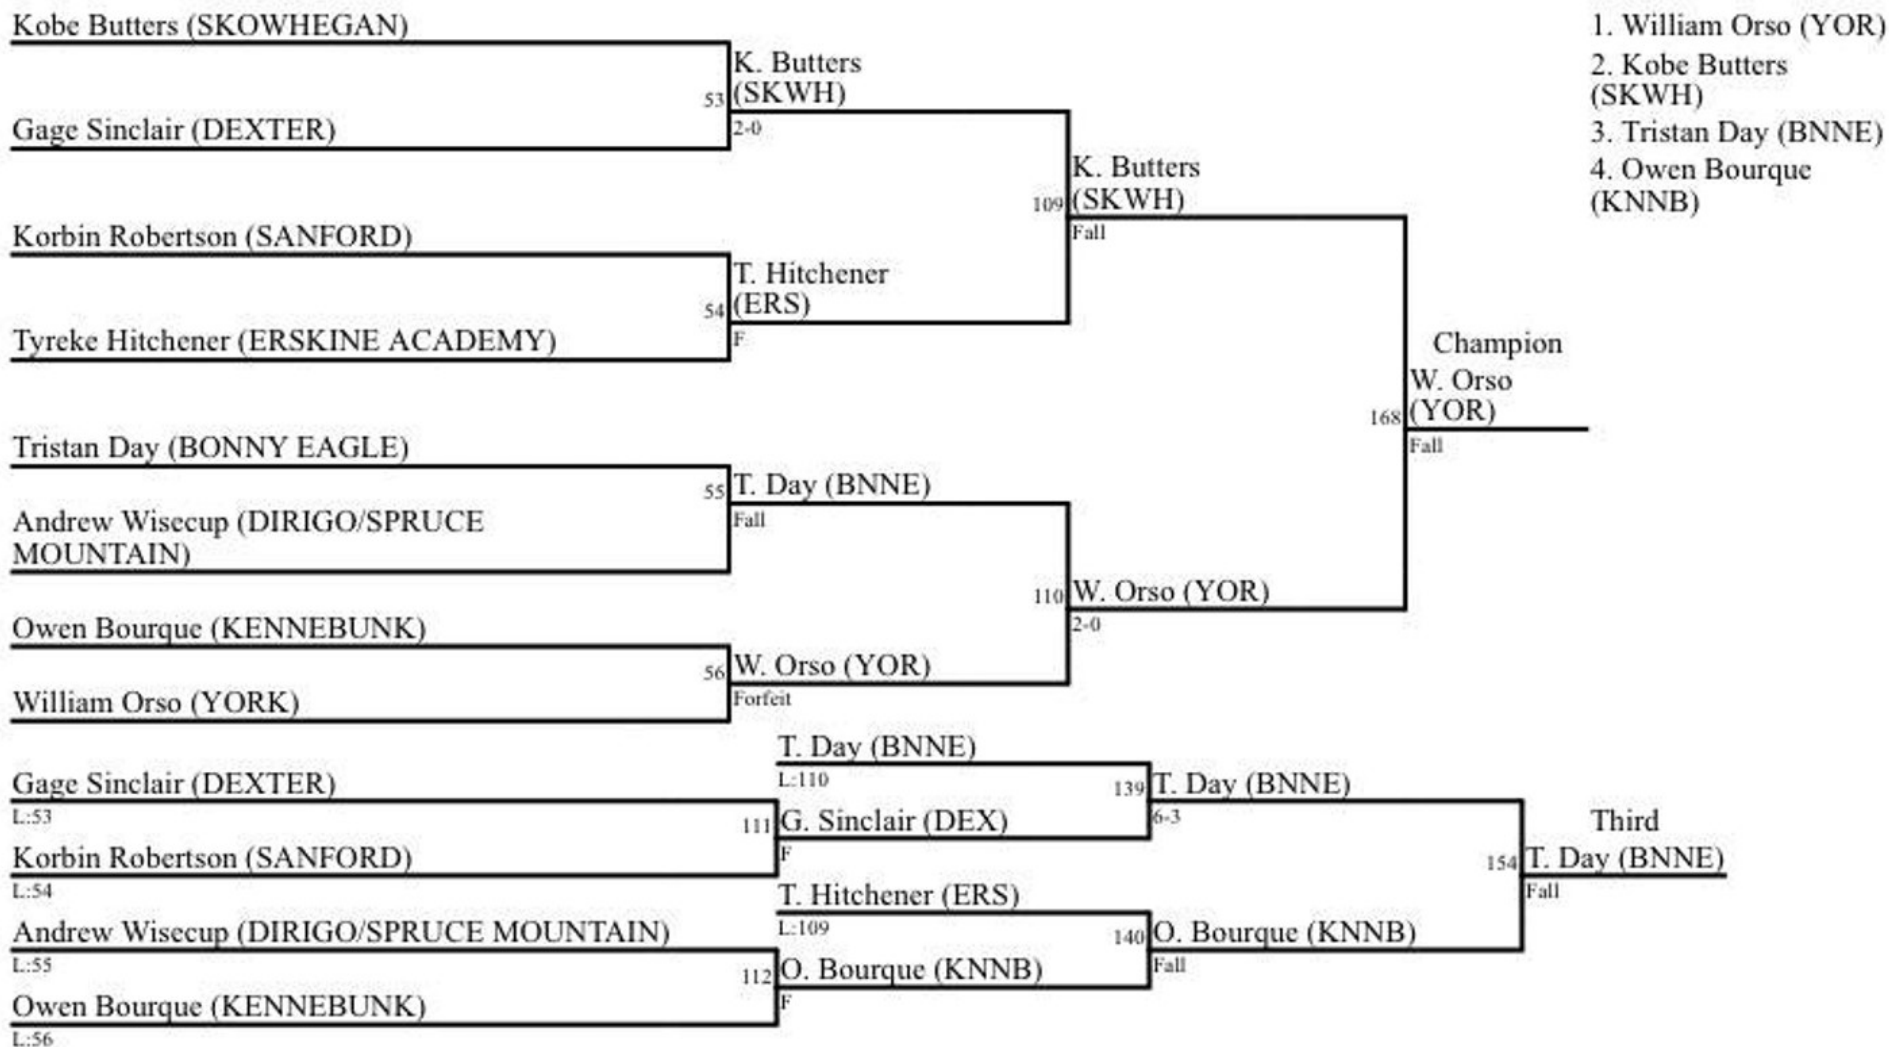 Kobe Butters (SKOWHEGAN)
53
K. Butters
(SKWH)
2-0
Gage Sinclair (DEXTER)
109
K. Butters
(SKWH)
Fall
Korbin Robertson (SANFORD)
54
T. Hitchener
(ERS)
F
Tyreke Hitchener (ERSKINE ACADEMY)
Champion
168
W. Orso
(YOR)
Fall
Tristan Day (BONNY EAGLE)
55
T. Day (BNNE)
Fall
Andrew Wisecup (DIRIGO/SPRUCE
MOUNTAIN)
110
W. Orso (YOR)
2-0
Owen Bourque (KENNEBUNK)
56
W. Orso (YOR)
Forfeit
William Orso (YORK)
1. William Orso (YOR)
2. Kobe Butters
(SKWH)
3. Tristan Day (BNNE)
4. Owen Bourque
(KNNB)
T. Day (BNNE)
L:110
Gage Sinclair (DEXTER)
L:53
139
T. Day (BNNE)
6-3
111
G. Sinclair (DEX)
F
Korbin Robertson (SANFORD)
L:54
Third
154
T. Day (BNNE)
Fall
T. Hitchener (ERS)
L:109
Andrew Wisecup (DIRIGO/SPRUCE MOUNTAIN)
L:55
140
O. Bourque (KNNB)
Fall
112
O. Bourque (KNNB)
F
Owen Bourque (KENNEBUNK)
L:56